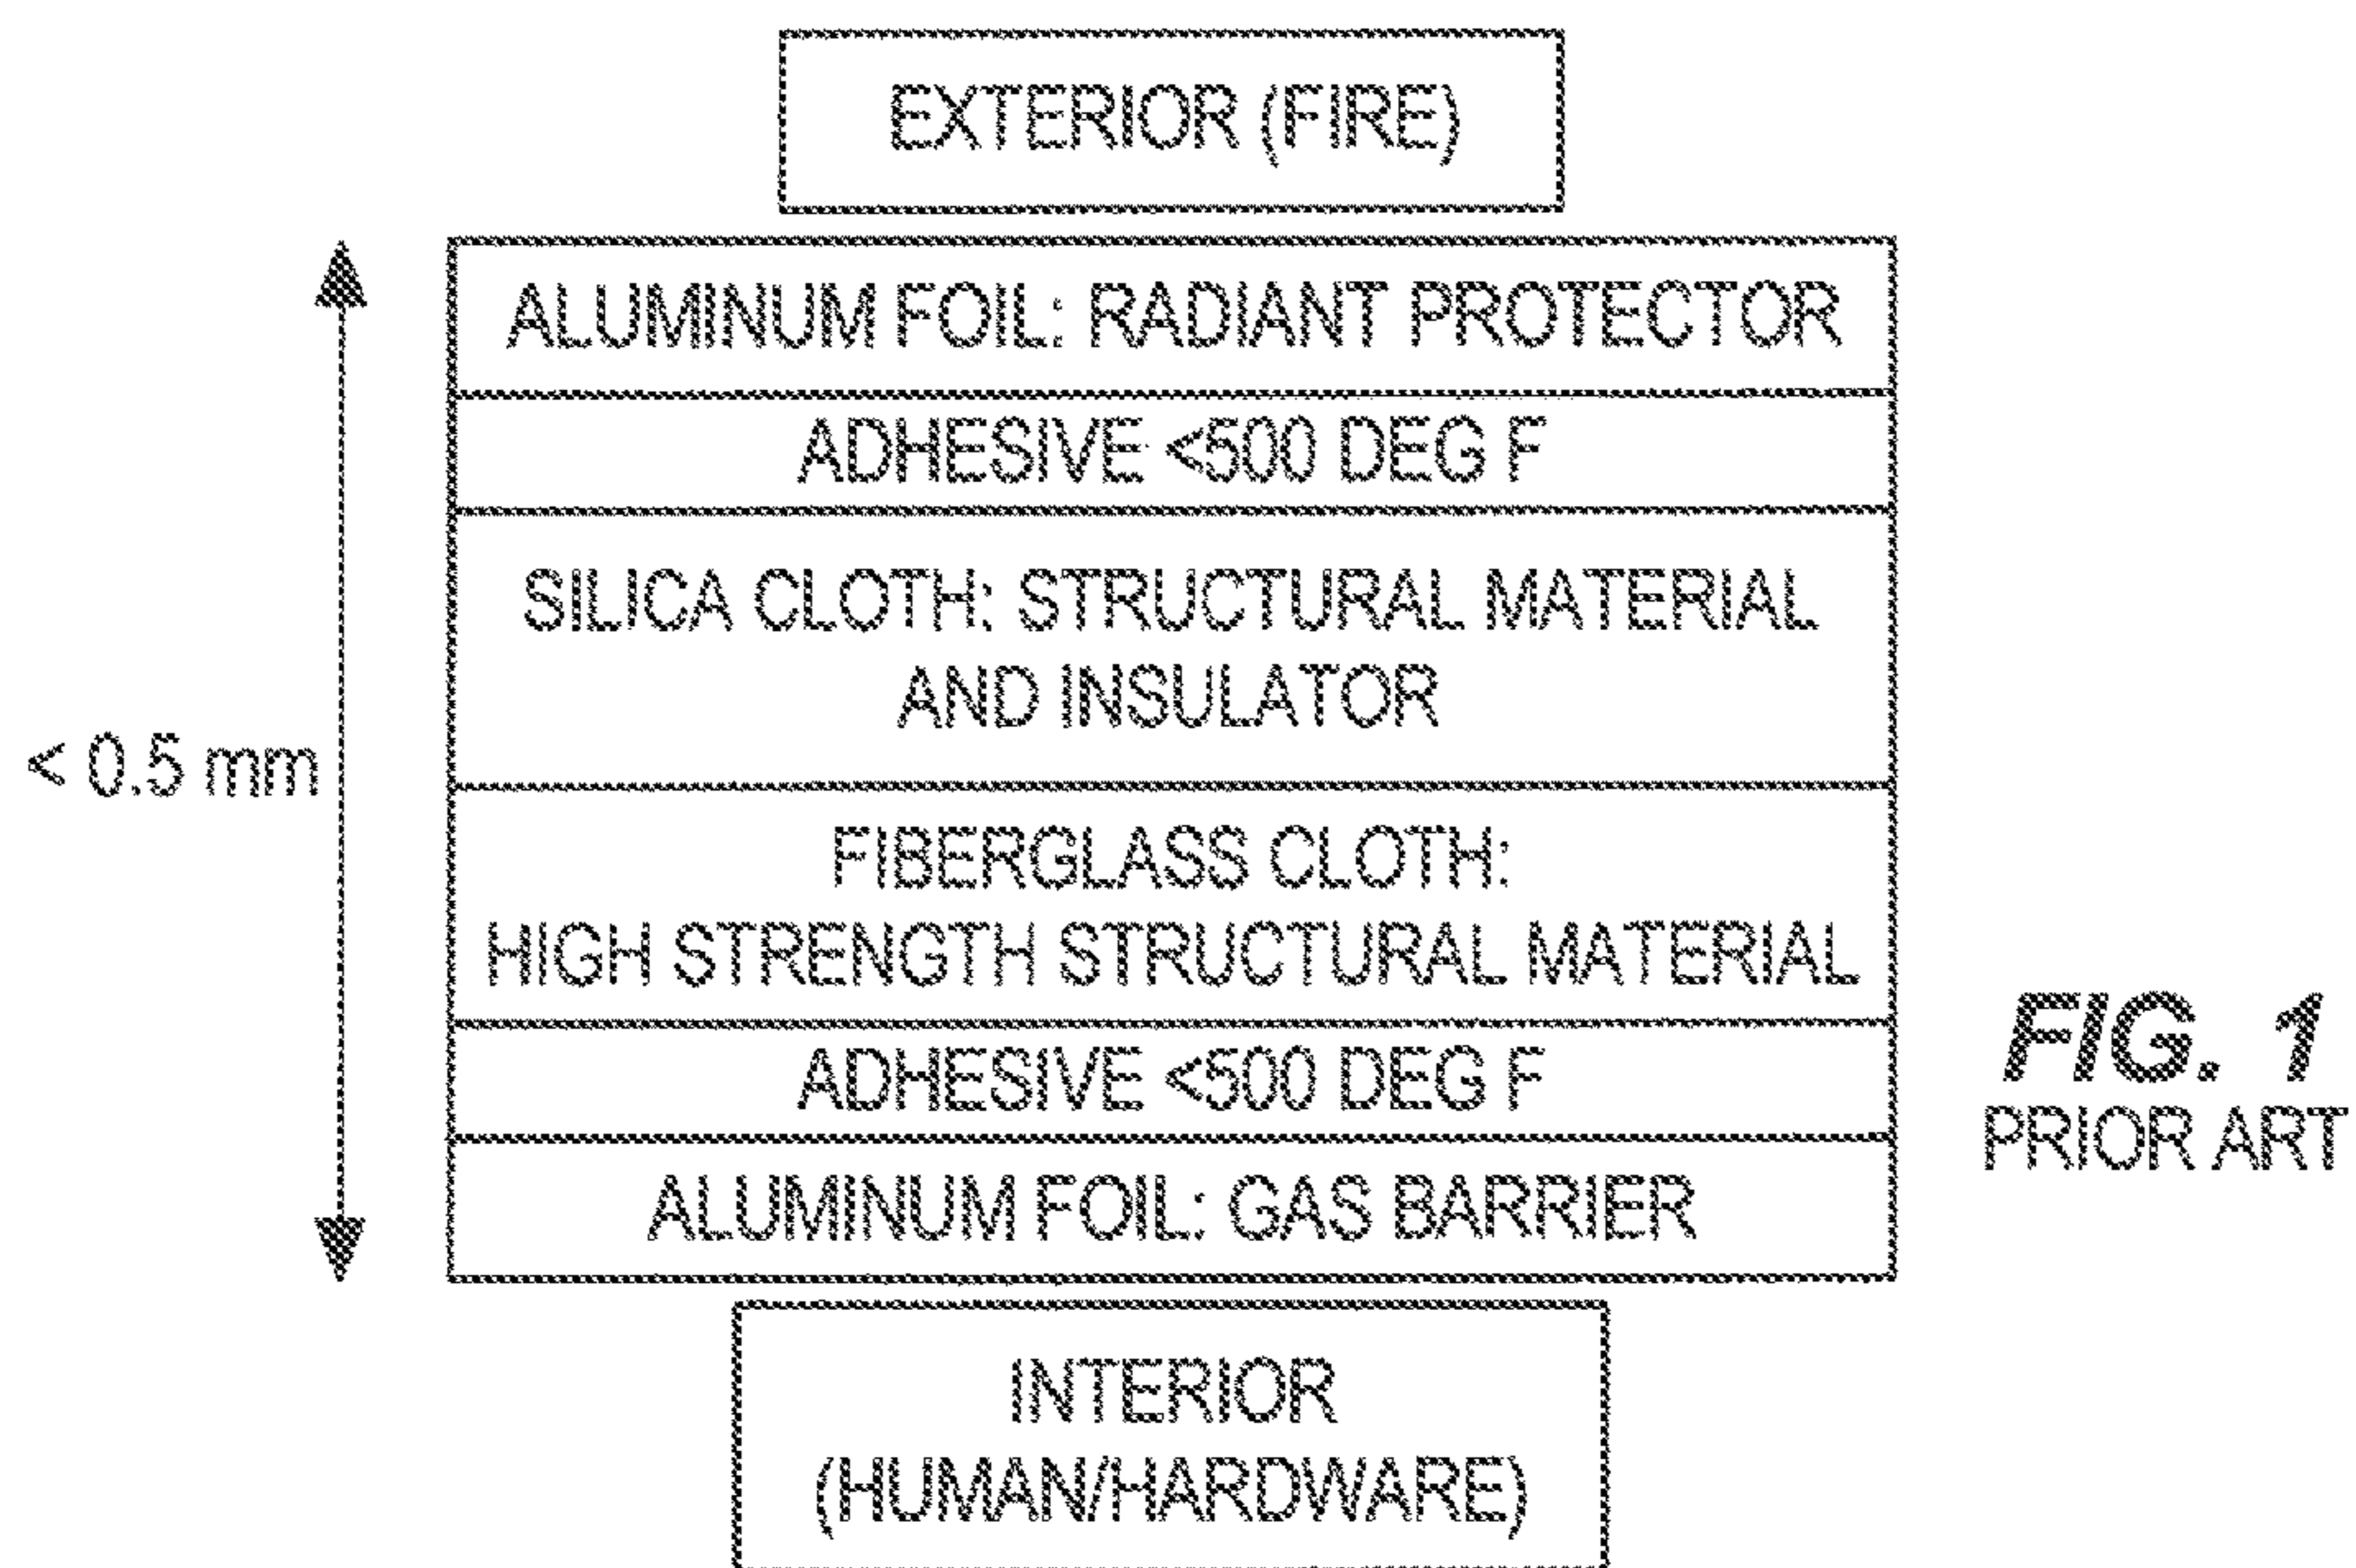 EXTERIOR (FIRE)
ALUMINUM FOIL: RADIANT PROTECTOR
ADHESIVE <500 DEG F
SILICA CLOTH: STRUCTURAL MATERIAL
AND INSULATOR
< 0.5 mm
FIBERGLASS CLOTH:
HIGH STRENGTH STRUCTURAL MATERIAL
ADHESIVE <500 DEG F
ALUMINUM FOIL: GAS BARRIER
INTERIOR
(HUMAN/HARDWARE)
FIG. 1
PRIOR ART